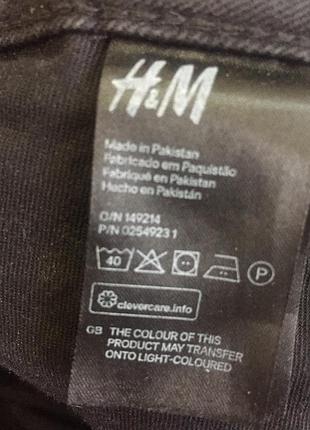 H&M
Made in Pakistan
Fabricado em Paquistão
Fabriqué en Pakistan
Hecho en Pakistán
O/N 149214
P/N 02549231
40 P
clevercare.info
GB THE COLOUR OF THIS
PRODUCT MAY TRANSFER
ONTO LIGHT-COLOURED